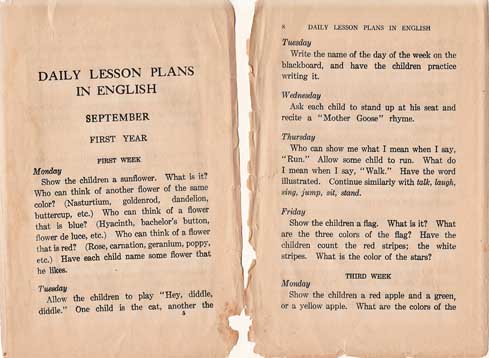 DAILY LESSON PLANS
IN ENGLISH
SEPTEMBER
FIRST YEAR
FIRST WEEK
Monday
Show the children a sunflower. What is it?
Who can think of another flower of the same
color? (Nasturtium, goldenrod, dandelion,
buttercup, etc.) Who can think of a flower
that is blue? (Hyacinth, bachelor's button,
flower de luce, etc.) Who can think of a flower
that is red? (Rose, carnation, geranium, poppy,
etc.) Have each child name some flower that
he likes.
Tuesday
Allow the children to play "Hey, diddle,
diddle." One child is the cat, another the
5
8 DAILY LESSON PLANS IN ENGLISH
Tuesday
Write the name of the day of the week on the
blackboard, and have the children practice
writing it.
Wednesday
Ask each child to stand up at his seat and
recite a "Mother Goose" rhyme.
Thursday
Who can show me what I mean when I say,
"Run." Allow some child to run. What do
I mean when I say, "Walk." Have the word
illustrated. Continue similarly with talk, laugh,
sing, jump, sit, stand.
Friday
Show the children a flag. What is it? What
are the three colors of the flag? Have the
children count the red stripes; the white
stripes. What is the color of the stars?
THIRD WEEK
Monday
Show the children a red apple and a green,
or a yellow apple. What are the colors of the